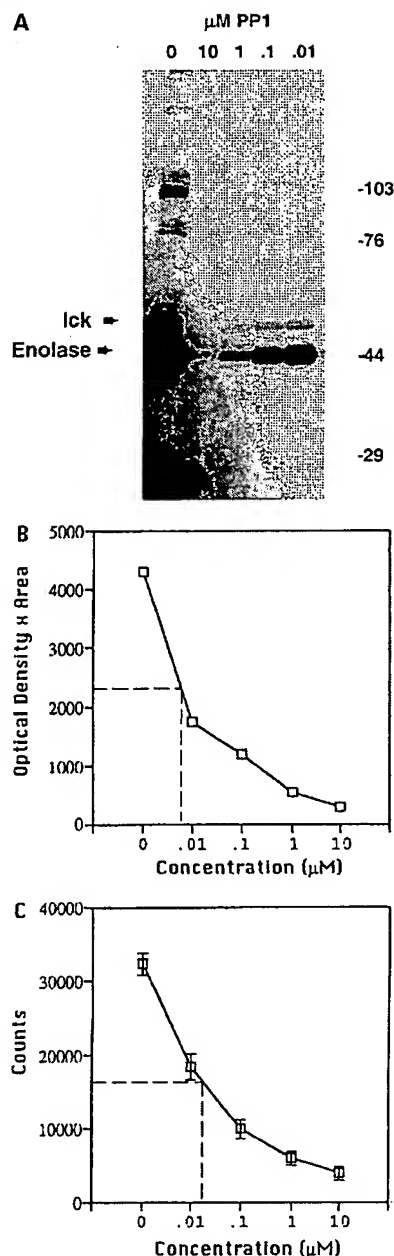 A
µM PP1
0 10 1 .1 .01
-103
-76
lck
Enolase
-44
-29
B
5000
4000
3000
2000
1000
0
Optical Density x Area
0 .01 .1 1 10
Concentration (µM)
C
40000
30000
20000
10000
0
Counts
0 .01 .1 1 10
Concentration (µM)